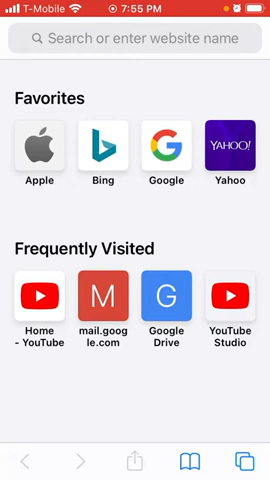 T-Mobile 7:55 PM
Search or enter website name
Favorites
Apple Bing Google Yahoo
YAHOO!
Frequently Visited
M G
Home mail.goog Google YouTube
- YouTube le.com Drive Studio